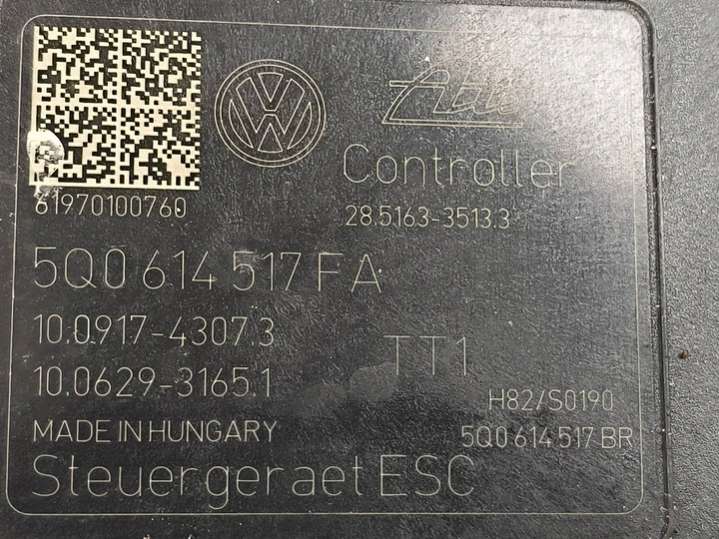 Ate
Controller
61970100760
28.5163-3513.3
5Q0 614 517 FA
10.0917-4307.3
TT1
10.0629-3165.1
H82/S0190
MADE IN HUNGARY
5Q0 614 517 BR
Steuergeraet ESC